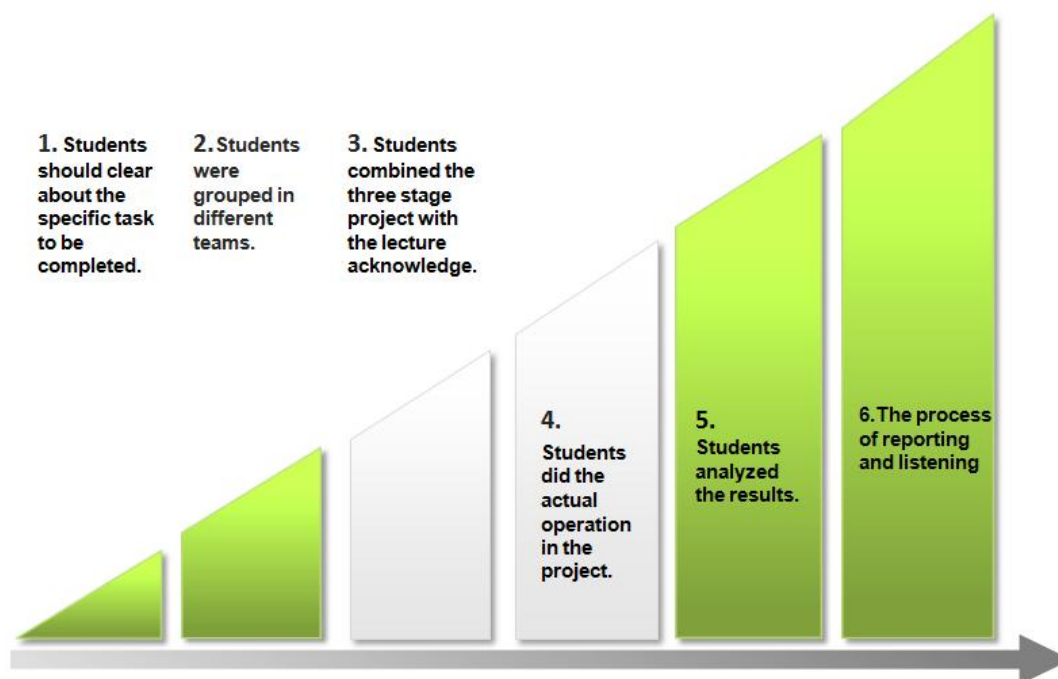 1. Students
should clear
about the
specific task
to be
completed.
2. Students
were
grouped in
different
teams.
3. Students
combined the
three stage
project with
the lecture
acknowledge.
4.
Students
did the
actual
operation
in the
project.
5.
Students
analyzed
the results.
6.The process
of reporting
and listening